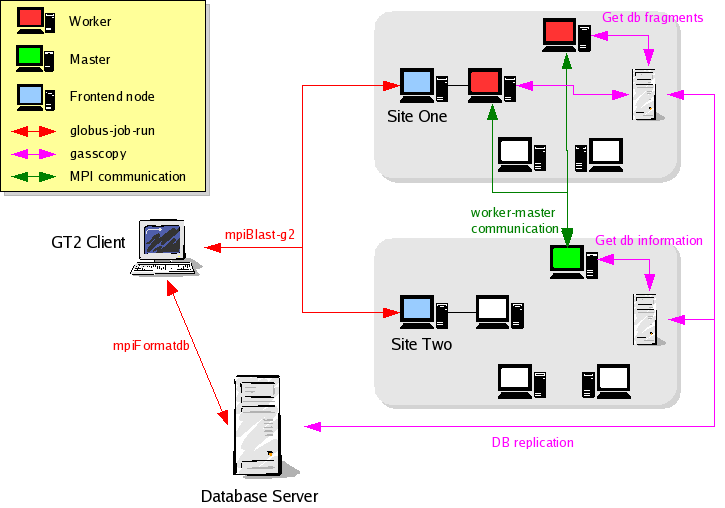 Worker
Master
Frontend node
globus-job-run
gasscopy
MPI communication
Get db fragments
Site One
worker-master
communication
GT2 Client
mpiBlast-g2
Get db information
Site Two
mpiFormatdb
DB replication
Database Server